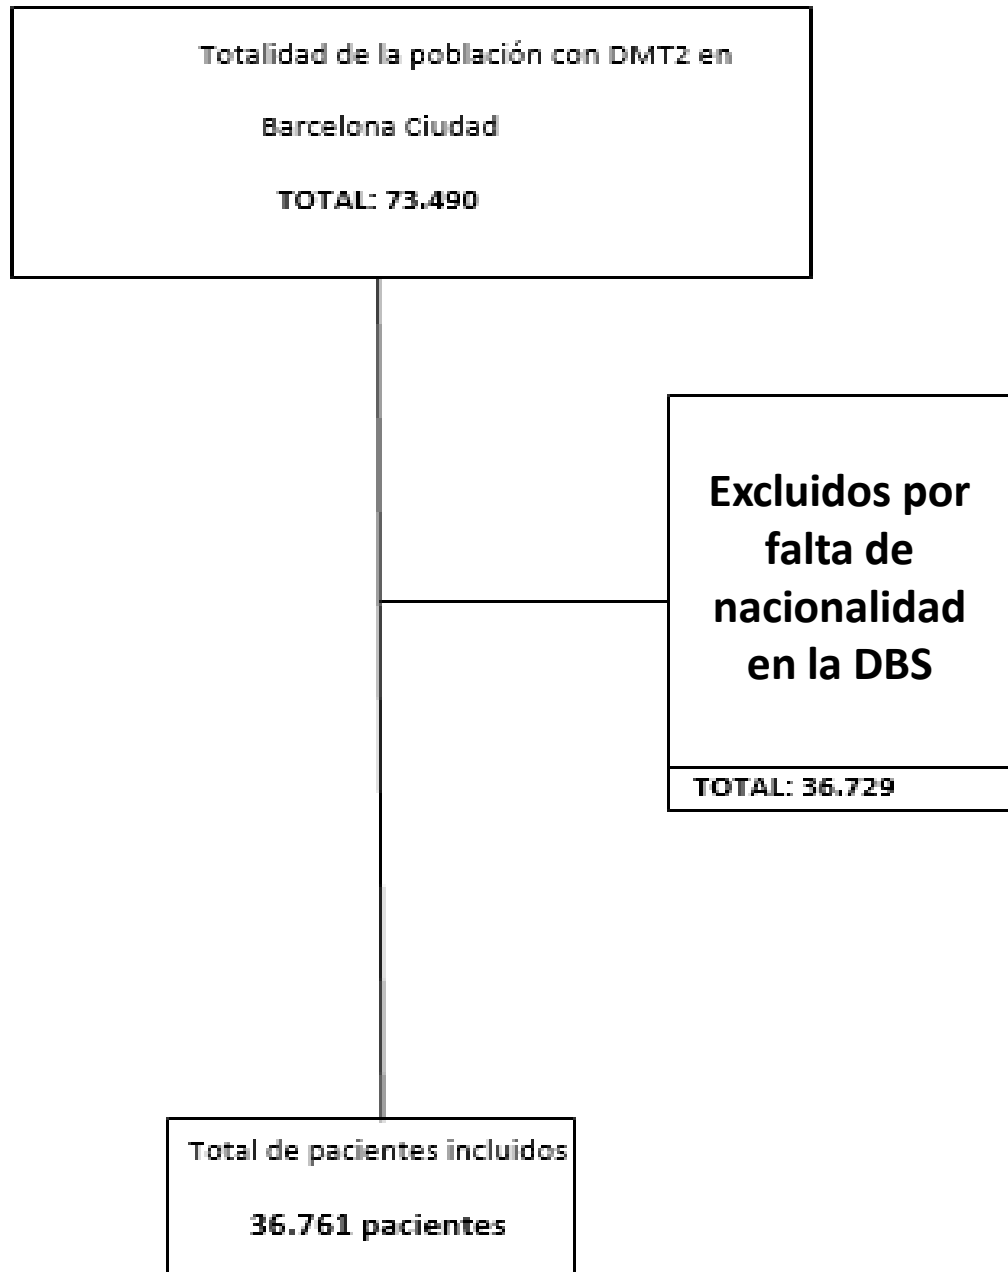 Totalidad de la población con DMT2 en
Barcelona Ciudad
TOTAL: 73.490
Excluidos por
falta de
nacionalidad
en la DBS
TOTAL: 36.729
Total de pacientes incluidos
36.761 pacientes